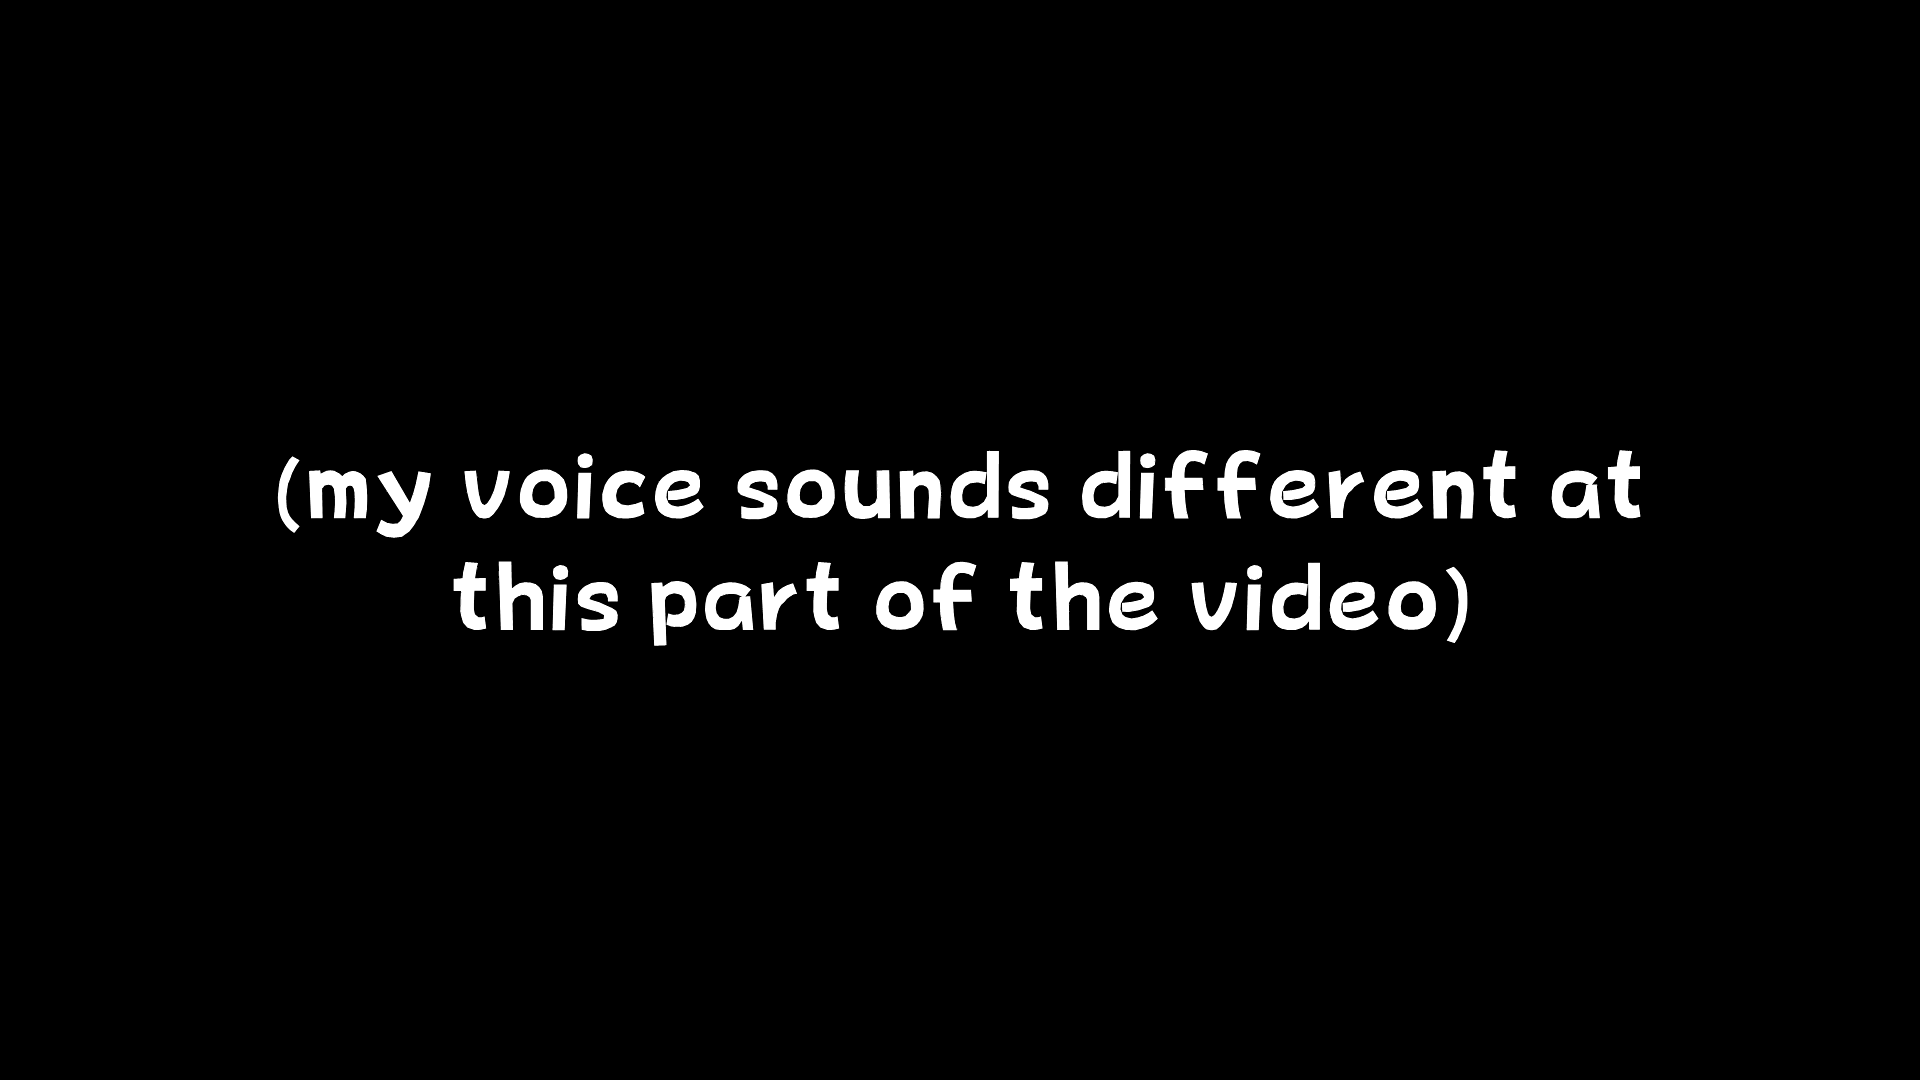 (my voice sounds different at
this part of the video)